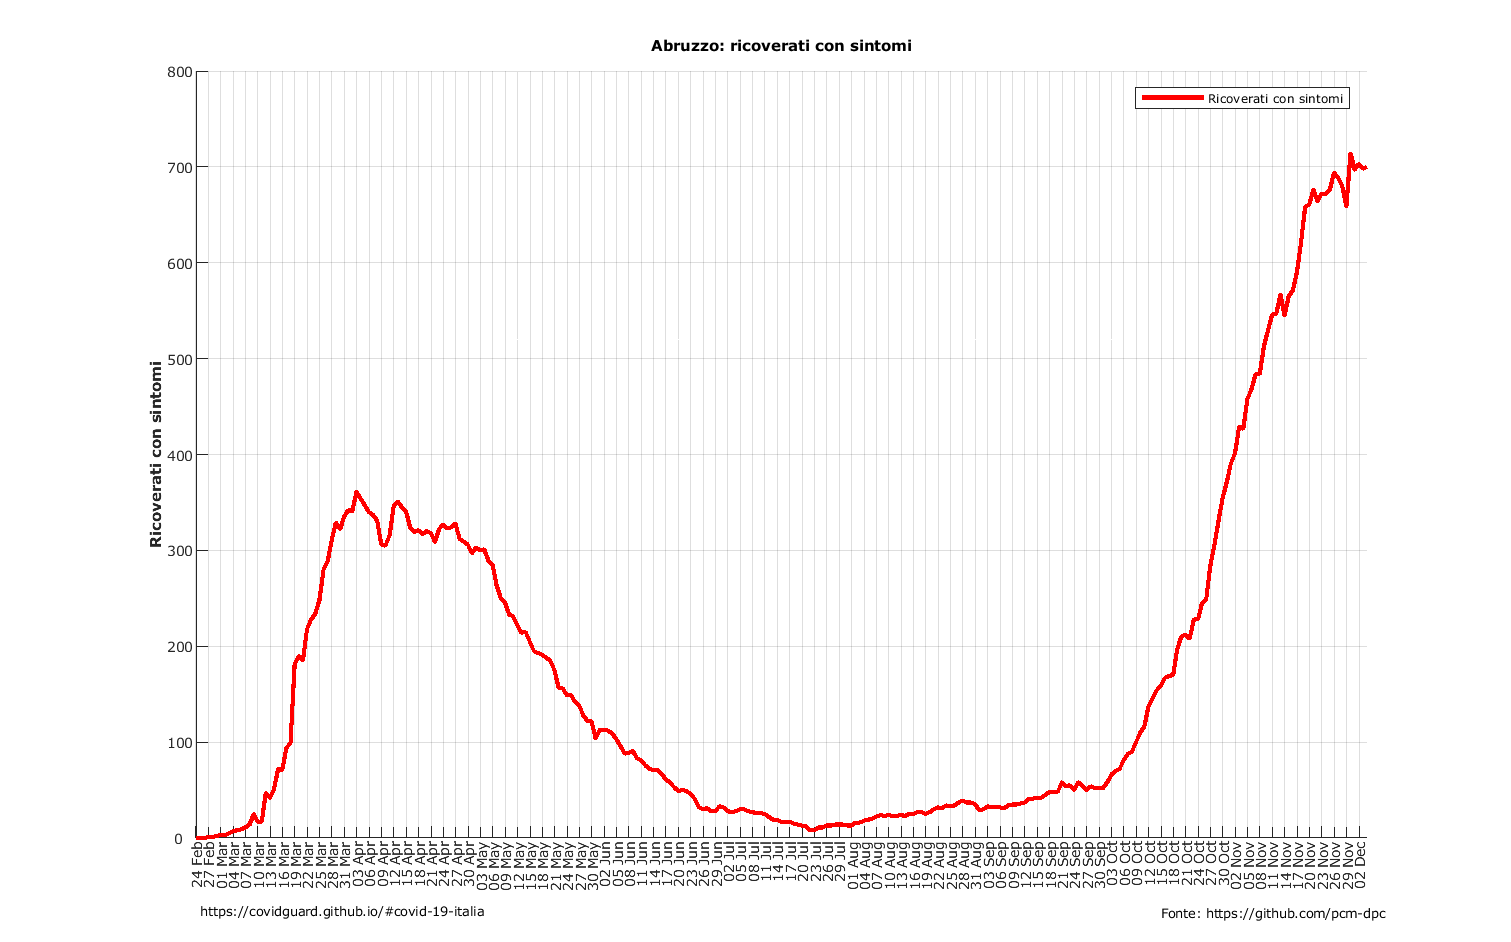 Abruzzo: ricoverati con sintomi
Ricoverati con sintomi
Ricoverati con sintomi
800
700
600
500
400
300
200
100
0
24 Feb
27 Feb
01 Mar
04 Mar
07 Mar
10 Mar
13 Mar
16 Mar
19 Mar
22 Mar
25 Mar
28 Mar
31 Mar
03 Apr
06 Apr
09 Apr
12 Apr
15 Apr
18 Apr
21 Apr
24 Apr
27 Apr
30 Apr
03 May
06 May
09 May
12 May
15 May
18 May
21 May
24 May
27 May
30 May
02 Jun
05 Jun
08 Jun
11 Jun
14 Jun
17 Jun
20 Jun
23 Jun
26 Jun
29 Jun
02 Jul
05 Jul
08 Jul
11 Jul
14 Jul
17 Jul
20 Jul
23 Jul
26 Jul
29 Jul
01 Aug
04 Aug
07 Aug
10 Aug
13 Aug
16 Aug
19 Aug
22 Aug
25 Aug
28 Aug
31 Aug
03 Sep
06 Sep
09 Sep
12 Sep
15 Sep
18 Sep
21 Sep
24 Sep
27 Sep
30 Sep
03 Oct
06 Oct
09 Oct
12 Oct
15 Oct
18 Oct
21 Oct
24 Oct
27 Oct
30 Oct
02 Nov
05 Nov
08 Nov
11 Nov
14 Nov
17 Nov
20 Nov
23 Nov
26 Nov
29 Nov
02 Dec
https://covidguard.github.io/#covid-19-italia
Fonte: https://github.com/pcm-dpc